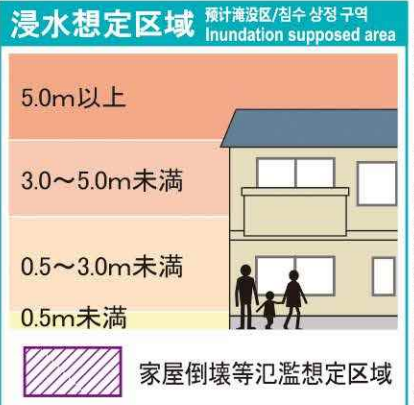 浸水想定区域 预计淹没区/침수 상정 구역
Inundation supposed area
5.0m以上
3.0～5.0m未満
0.5～3.0m未満
0.5m未満
家屋倒壊等氾濫想定区域